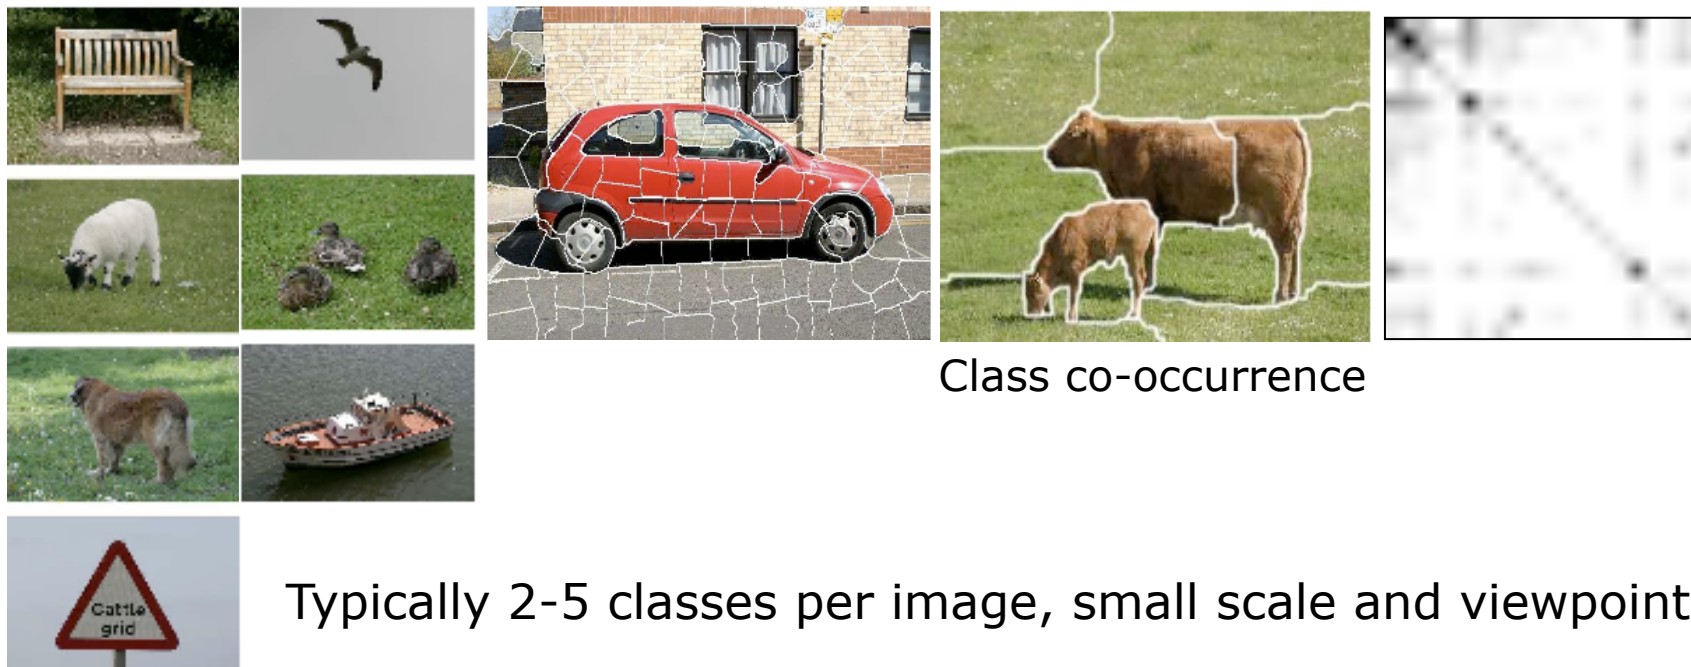 Class co-occurrence
Cattle
grid
Typically 2-5 classes per image, small scale and viewpoint